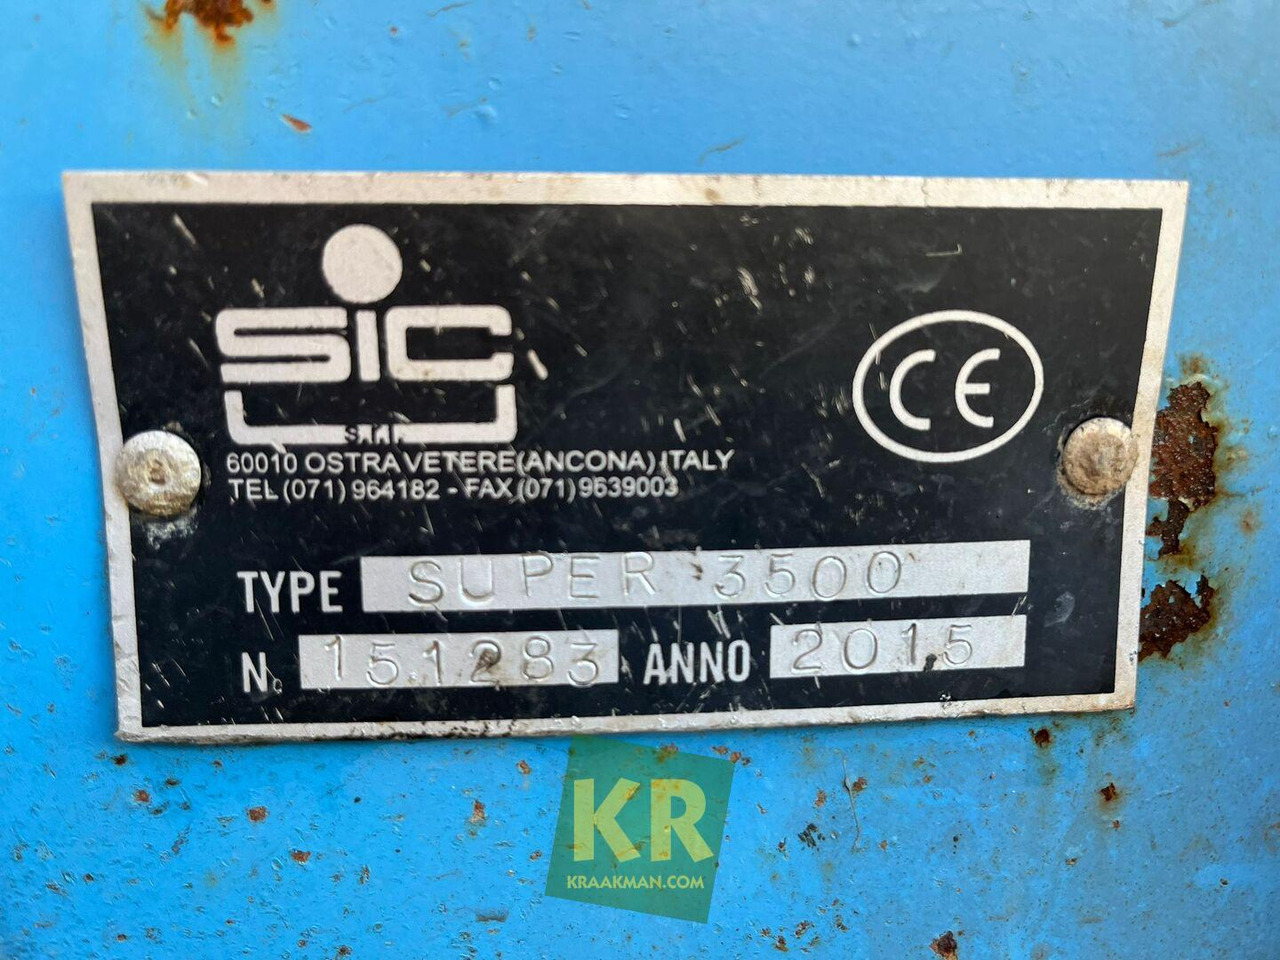 SIC
s.r.l.
60010 OSTRA VETERE (ANCONA) ITALY
TEL (071) 964182 - FAX (071) 9639003
CE
TYPE SUPER 3500
N. 151283 ANNO 2015
KR
KRAAKMAN.COM